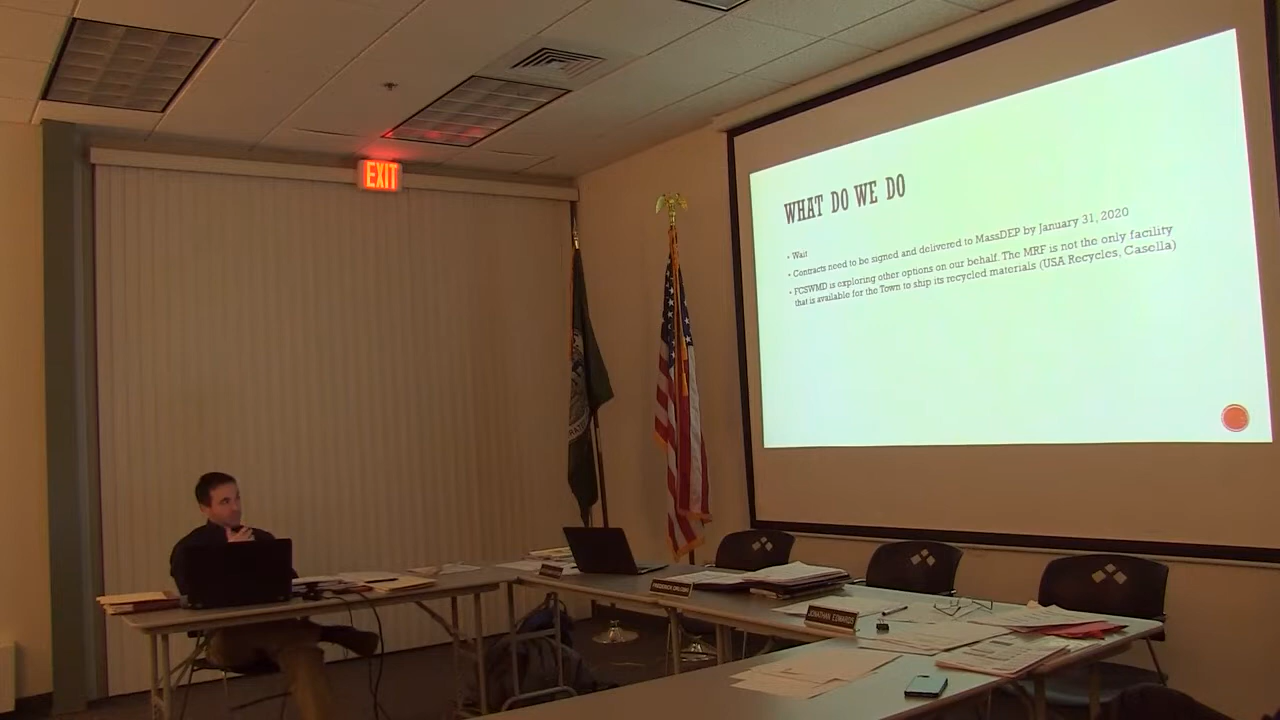 EXIT
WHAT DO WE DO
• Wait
• Contracts need to be signed and delivered to MassDEP by January 31, 2020
• FCSWMD is exploring other options on our behalf. The MRF is not the only facility
that is available for the Town to ship its recycled materials (USA Recycles, Casella)
JONATHAN EDWARDS